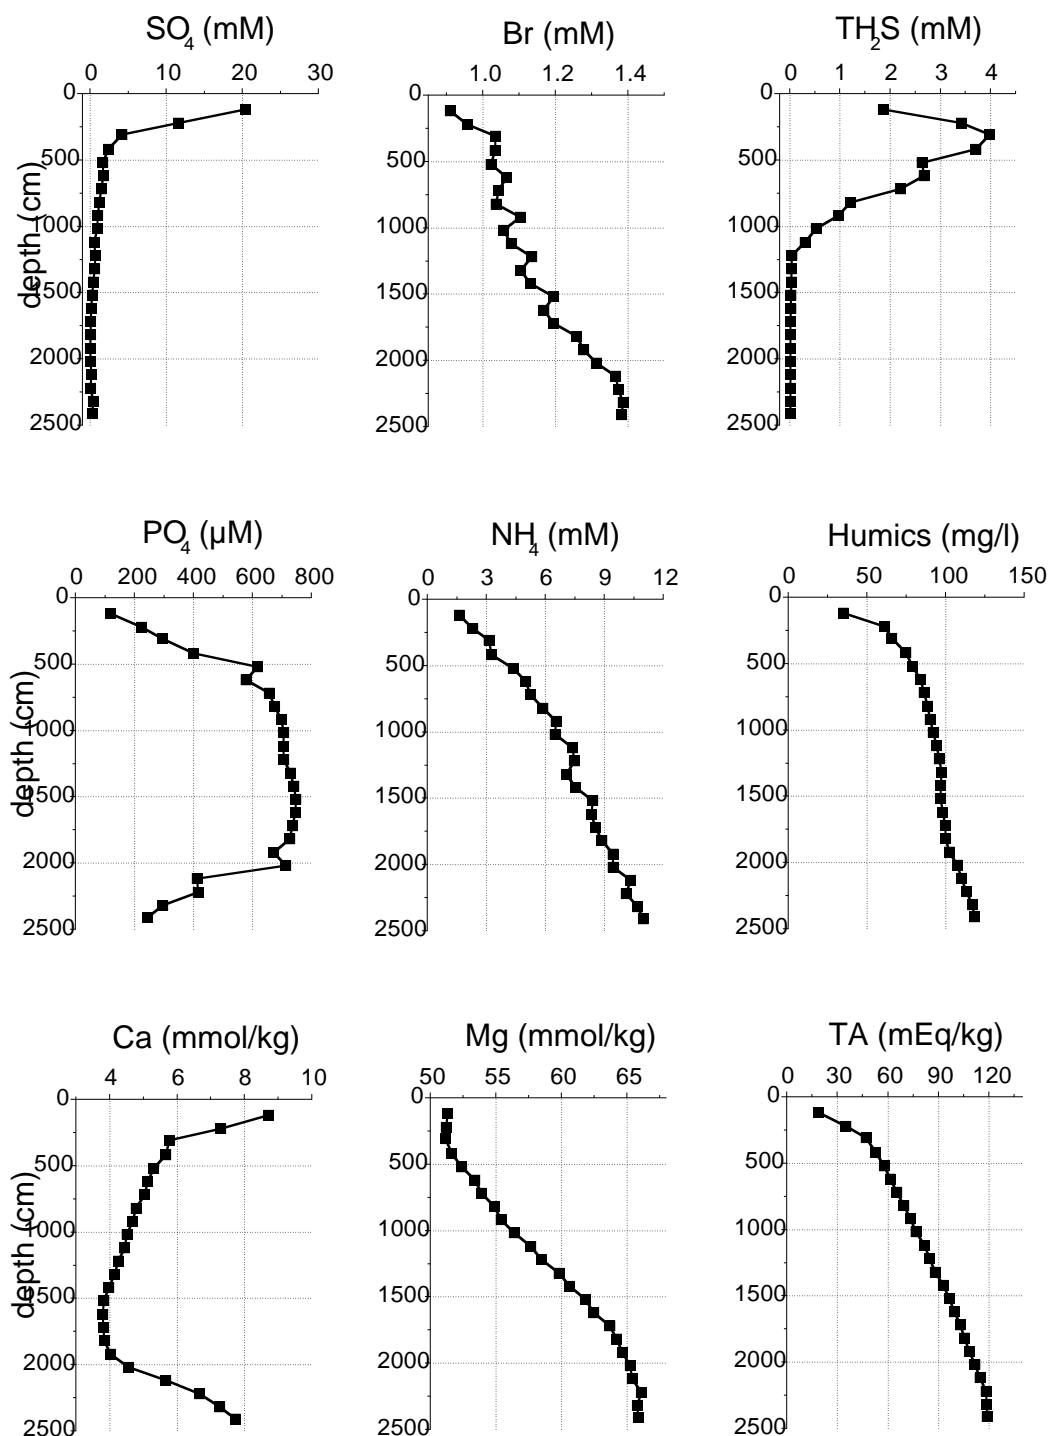 SO₄ (mM)
Br (mM)
TH₂S (mM)
0 10 20 30
1.0 1.2 1.4
0 1 2 3 4
0
500
1000
1500
2000
2500
depth (cm)
0
500
1000
1500
2000
2500
0
500
1000
1500
2000
2500
PO₄ (µM)
NH₄ (mM)
Humics (mg/l)
0 200 400 600 800
0 3 6 9 12
0 50 100 150
0
500
1000
1500
2000
2500
depth (cm)
0
500
1000
1500
2000
2500
0
500
1000
1500
2000
2500
Ca (mmol/kg)
Mg (mmol/kg)
TA (mEq/kg)
4 6 8 10
50 55 60 65
0 30 60 90 120
0
500
1000
1500
2000
2500
depth (cm)
0
500
1000
1500
2000
2500
0
500
1000
1500
2000
2500